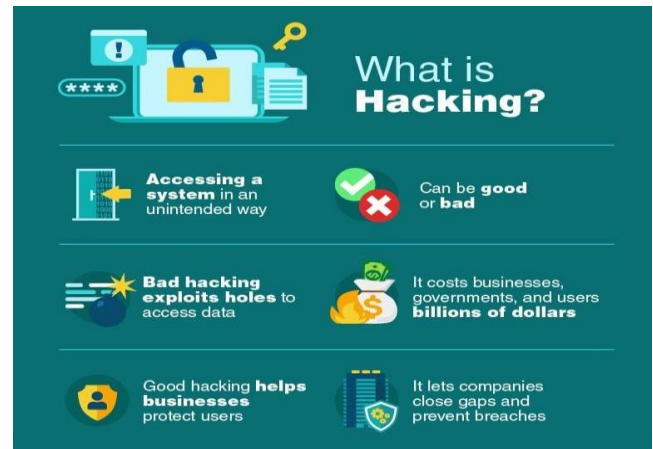 ****
What is
Hacking?
Accessing a
system in an
unintended way
Can be good
or bad
Bad hacking
exploits holes to
access data
It costs businesses,
governments, and users
billions of dollars
Good hacking helps
businesses
protect users
It lets companies
close gaps and
prevent breaches